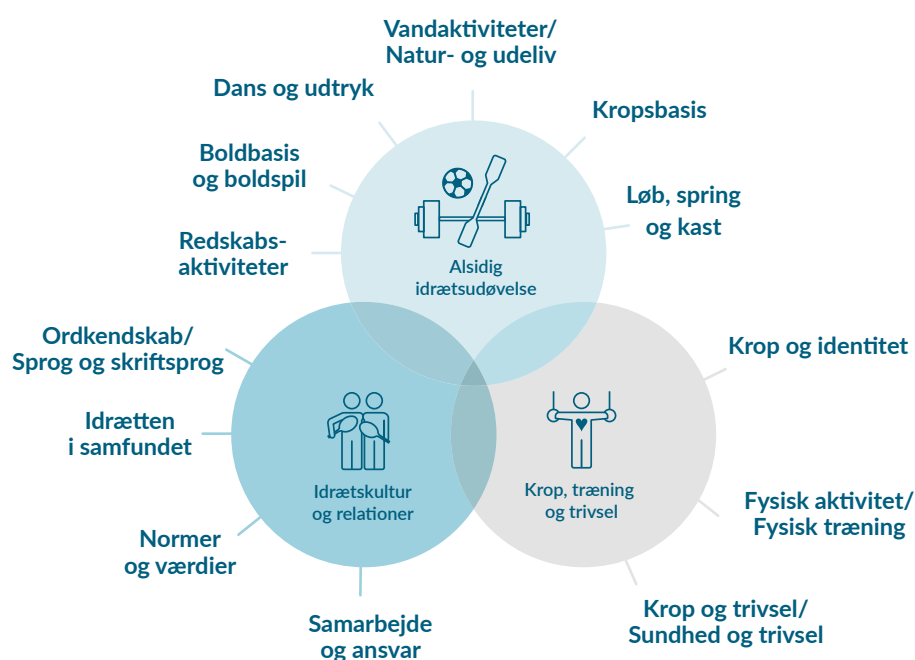 Vandaktiviteter/
Natur- og udeliv
Dans og udtryk
Kropsbasis
Boldbasis
og boldspil
Løb, spring
og kast
Redskabs-
aktiviteter
Alsidig
idrætsudøvelse
Ordkendskab/
Sprog og skriftsprog
Krop og identitet
Idrætten
i samfundet
Idrætskultur
og relationer
Krop, træning
og trivsel
Fysisk aktivitet/
Fysisk træning
Normer
og værdier
Samarbejde
og ansvar
Krop og trivsel/
Sundhed og trivsel